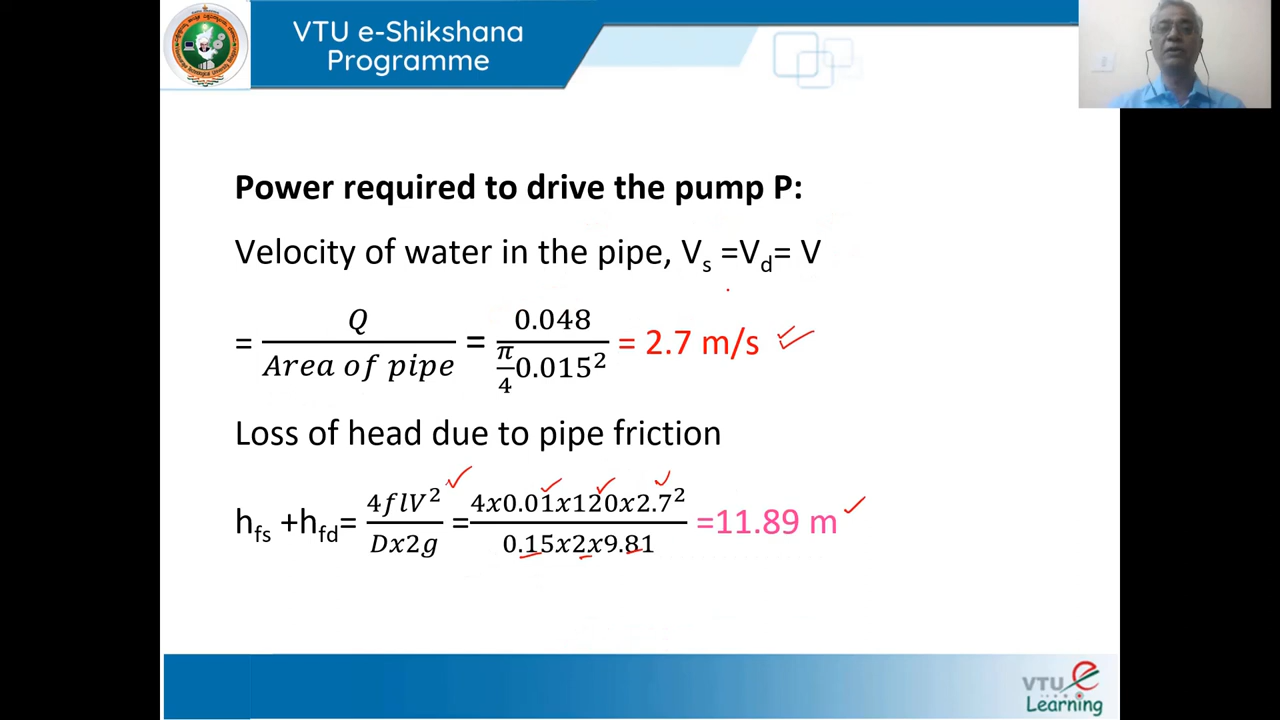 VTU e-Shikshana
Programme
Power required to drive the pump P:
Velocity of water in the pipe, Vs =Vd= V
= Q / Area of pipe = 0.048 / π/4 0.015² = 2.7 m/s
Loss of head due to pipe friction
hfs +hfd= 4flV² / Dx2g = 4x0.01x120x2.7² / 0.15x2x9.81 =11.89 m
VTU e
Learning